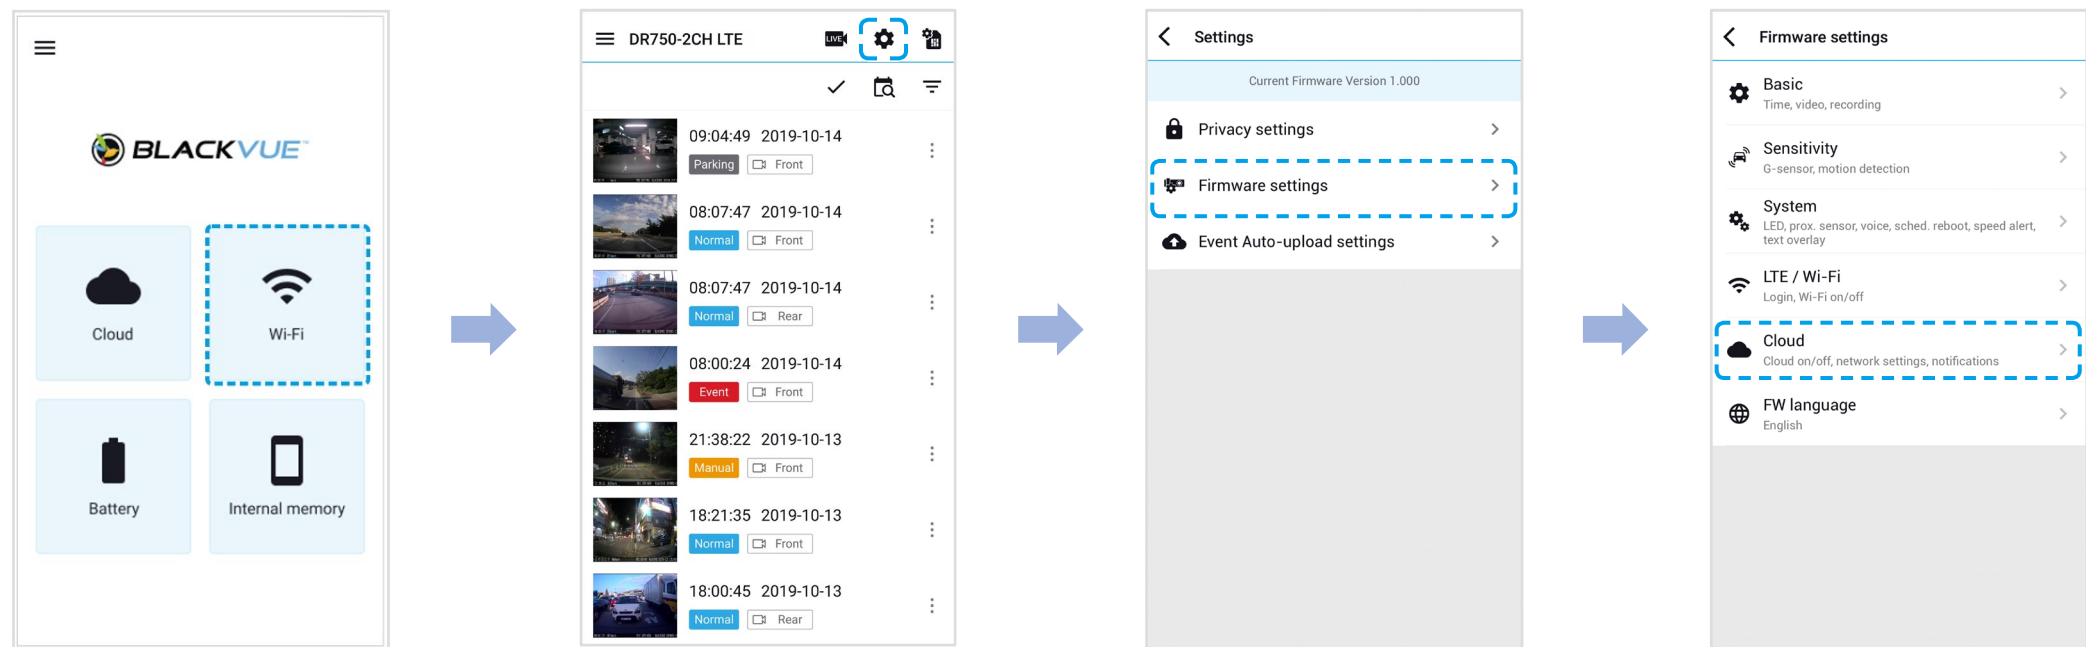 BLACKVUE™
Cloud
Wi-Fi
Battery
Internal memory
DR750-2CH LTE
LIVE
09:04:49 2019-10-14
Parking Front
08:07:47 2019-10-14
Normal Front
08:07:47 2019-10-14
Normal Rear
08:00:24 2019-10-14
Event Front
21:38:22 2019-10-13
Manual Front
18:21:35 2019-10-13
Normal Front
18:00:45 2019-10-13
Normal Rear
Settings
Current Firmware Version 1.000
Privacy settings
Firmware settings
Event Auto-upload settings
Firmware settings
Basic
Time, video, recording
Sensitivity
G-sensor, motion detection
System
LED, prox. sensor, voice, sched. reboot, speed alert,
text overlay
LTE / Wi-Fi
Login, Wi-Fi on/off
Cloud
Cloud on/off, network settings, notifications
FW language
English